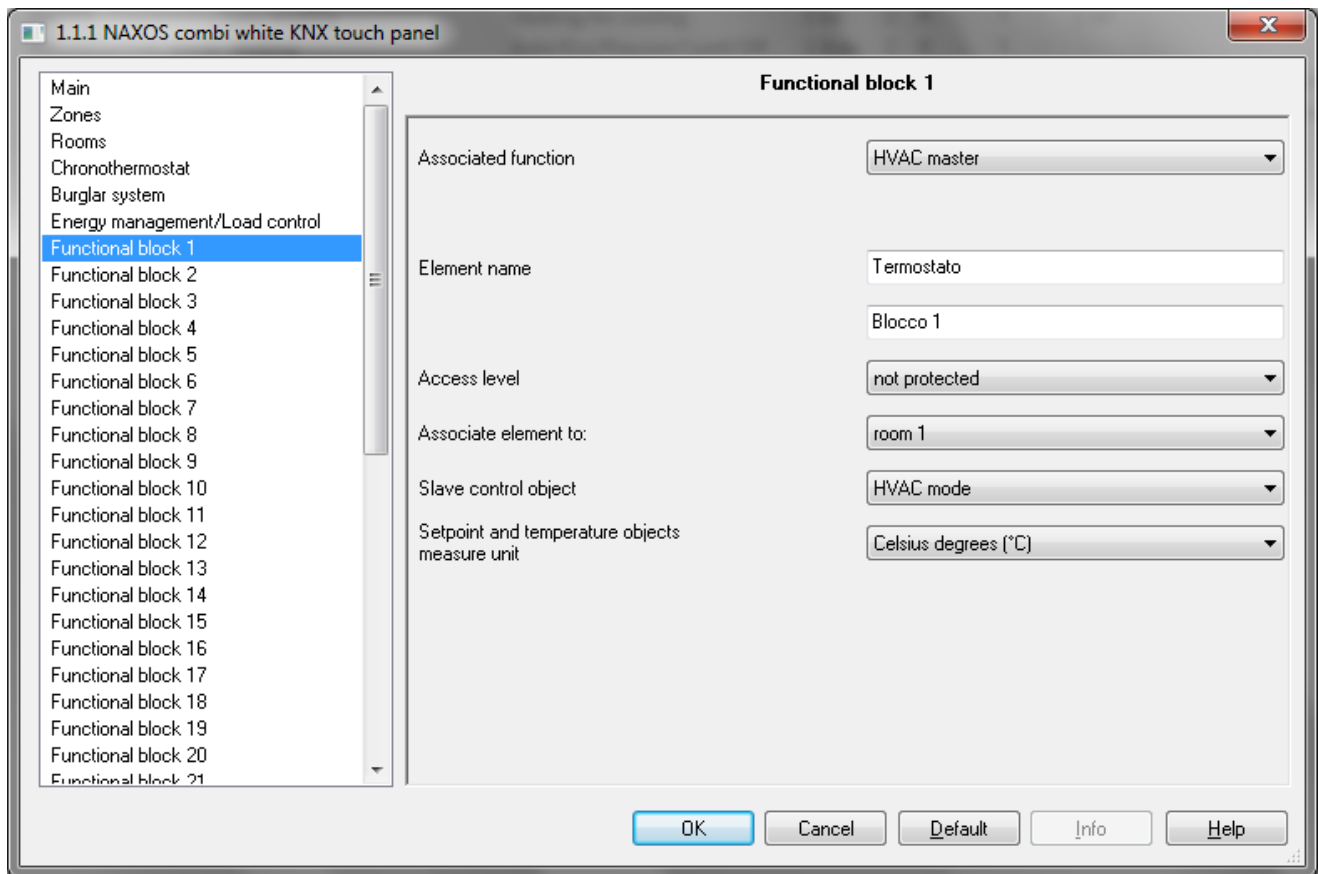 1.1.1 NAXOS combi white KNX touch panel
Main
Zones
Rooms
Chronothermostat
Burglar system
Energy management/Load control
Functional block 1
Functional block 2
Functional block 3
Functional block 4
Functional block 5
Functional block 6
Functional block 7
Functional block 8
Functional block 9
Functional block 10
Functional block 11
Functional block 12
Functional block 13
Functional block 14
Functional block 15
Functional block 16
Functional block 17
Functional block 18
Functional block 19
Functional block 20
Functional block 21
Functional block 1
Associated function
HVAC master
Element name
Termostato
Blocco 1
Access level
not protected
Associate element to:
room 1
Slave control object
HVAC mode
Setpoint and temperature objects
measure unit
Celsius degrees (°C)
OK
Cancel
Default
Info
Help